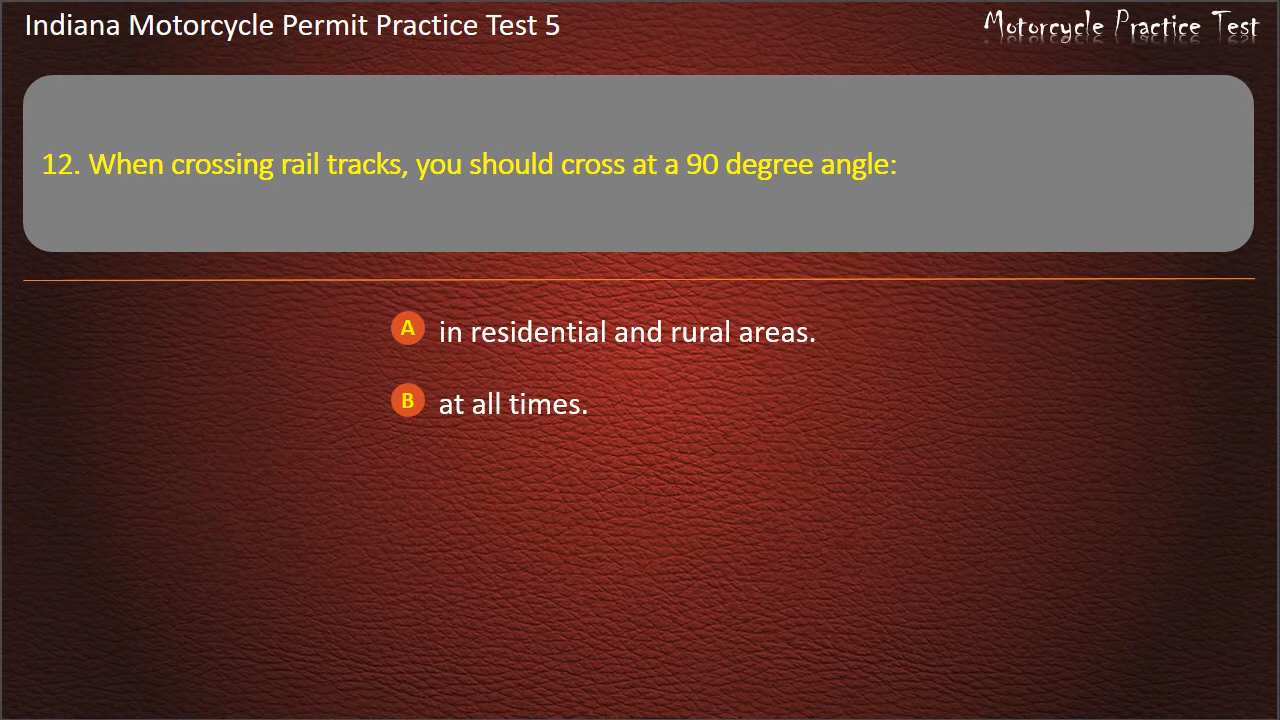 Indiana Motorcycle Permit Practice Test 5
Motorcycle Practice Test
12. When crossing rail tracks, you should cross at a 90 degree angle:
A in residential and rural areas.
B at all times.